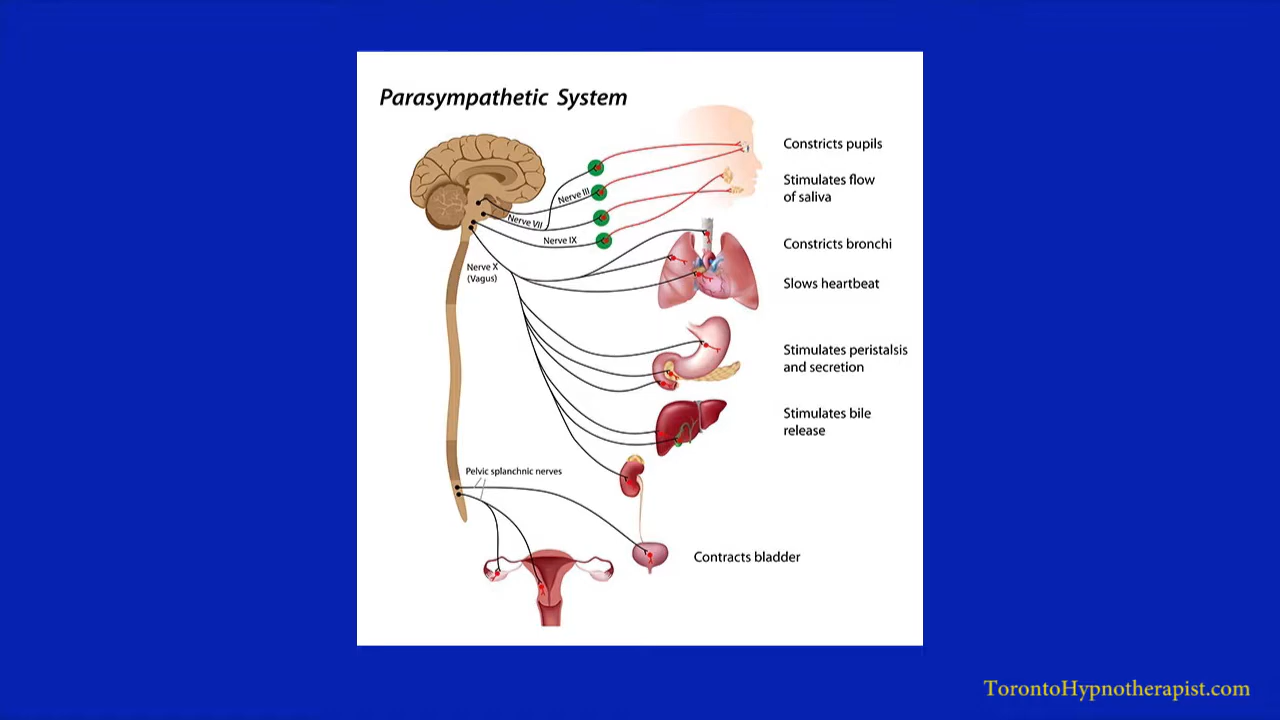 Parasympathetic System
Constricts pupils
Stimulates flow
of saliva
Nerve III
Nerve VII
Nerve IX
Constricts bronchi
Nerve X
(Vagus)
Slows heartbeat
Stimulates peristalsis
and secretion
Stimulates bile
release
Pelvic splanchnic nerves
Contracts bladder
TorontoHypnotherapist.com